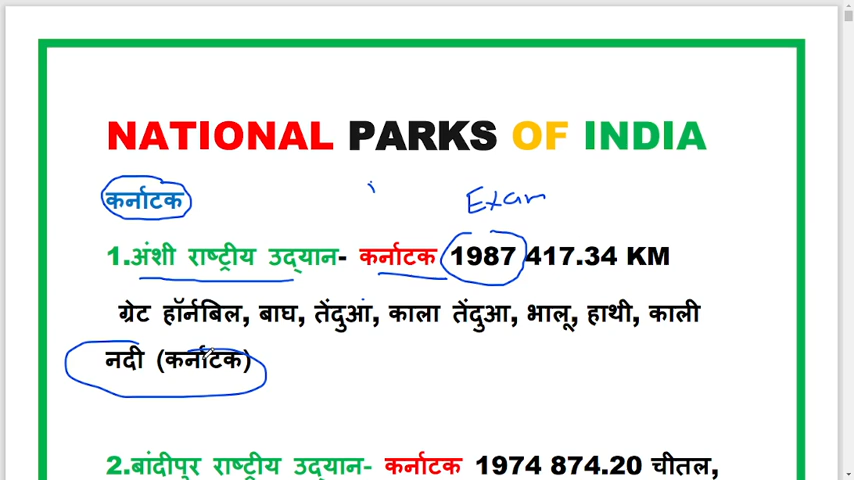 NATIONAL PARKS OF INDIA
कर्नाटक
Exam
1.अंशी राष्ट्रीय उद्यान- कर्नाटक 1987 417.34 KM
ग्रेट हॉर्नबिल, बाघ, तेंदुआ, काला तेंदुआ, भालू, हाथी, काली
नदी (कर्नाटक)
2.बांदीपुर राष्ट्रीय उद्यान- कर्नाटक 1974 874.20 चीतल,